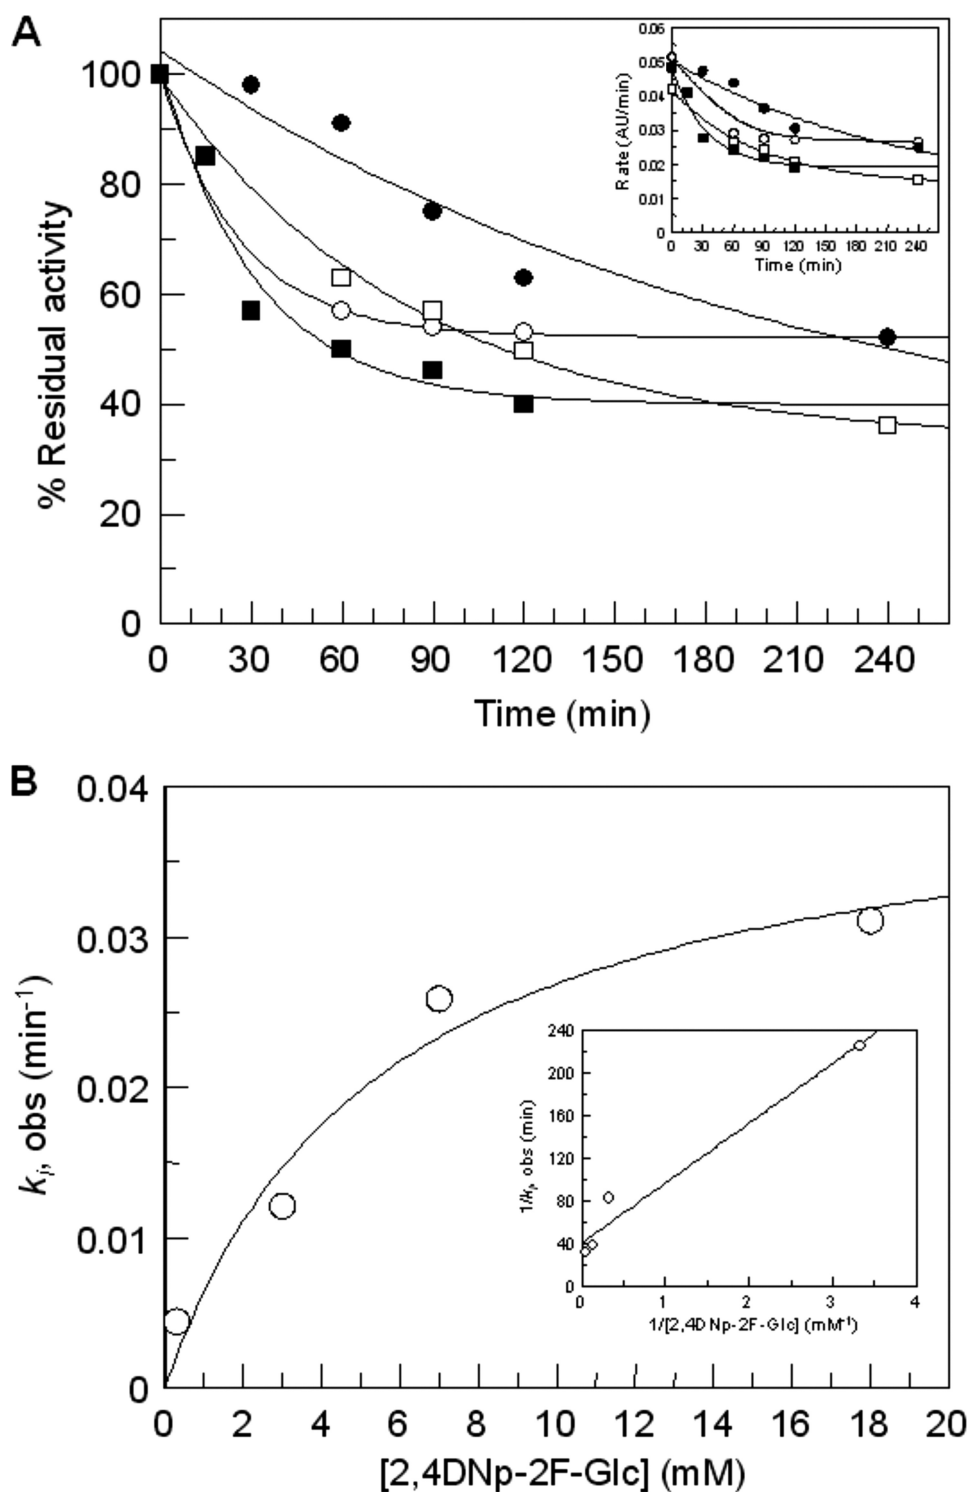 A
% Residual activity
100
80
60
40
20
0
0 30 60 90 120 150 180 210 240
Time (min)
Rate (AU/min)
0.06
0.05
0.04
0.03
0.02
0.01
0
0 30 60 90 120 150 180 210 240
Time (min)
B
ki, obs (min-1)
0.04
0.03
0.02
0.01
0
0 2 4 6 8 10 12 14 16 18 20
[2,4DNp-2F-Glc] (mM)
1/ki, obs (min)
240
200
160
120
80
40
0
0 1 2 3 4
1/[2,4DNp-2F-Glc] (mM-1)